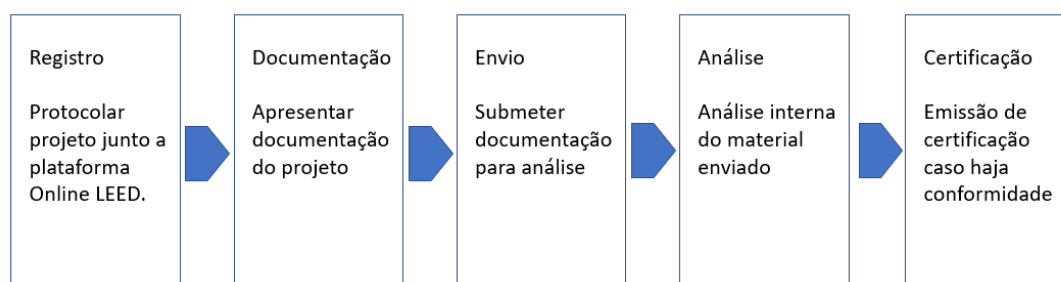 Registro
Protocolar
projeto junto a
plataforma
Online LEED.
Documentação
Apresentar
documentação
do projeto
Envio
Submeter
documentação
para análise
Análise
Análise interna
do material
enviado
Certificação
Emissão de
certificação
caso haja
conformidade